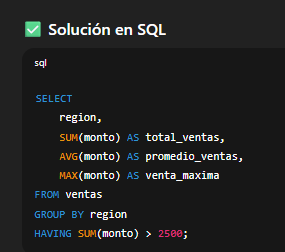 ✅ Solución en SQL
sql
SELECT
    region,
    SUM(monto) AS total_ventas,
    AVG(monto) AS promedio_ventas,
    MAX(monto) AS venta_maxima
FROM ventas
GROUP BY region
HAVING SUM(monto) > 2500;